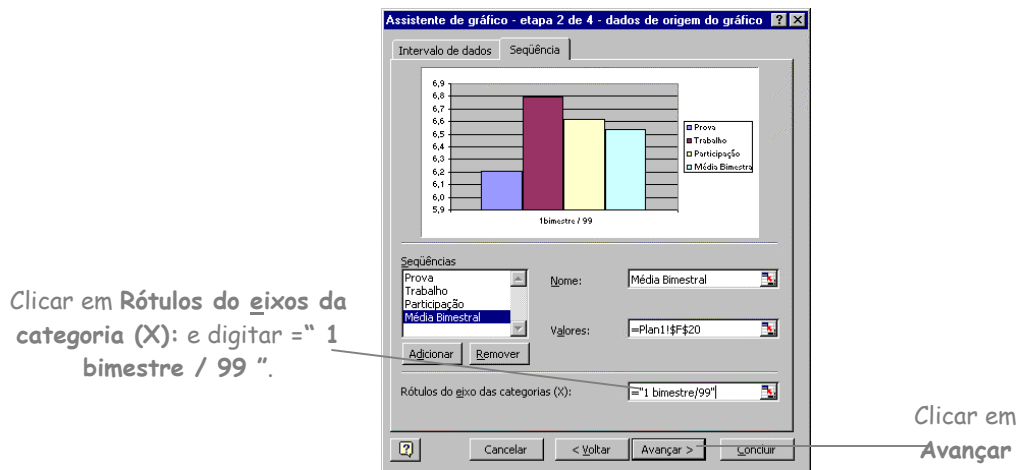 Assistente de gráfico - etapa 2 de 4 - dados de origem do gráfico
Intervalo de dados
Seqüência
6,9
6,8
6,7
6,6
6,5
6,4
6,3
6,2
6,1
6,0
5,9
1bimestre / 99
Prova
Trabalho
Participação
Média Bimestra
Seqüências
Prova
Trabalho
Participação
Média Bimestral
Nome:
Média Bimestral
Valores:
=Plan1!$F$20
Adicionar
Remover
Rótulos do eixo das categorias (X):
="1 bimestre/99"
Cancelar
< Voltar
Avançar >
Concluir
Clicar em Rótulos do eixos da
categoria (X): e digitar =“ 1
bimestre / 99 ”.
Clicar em
Avançar